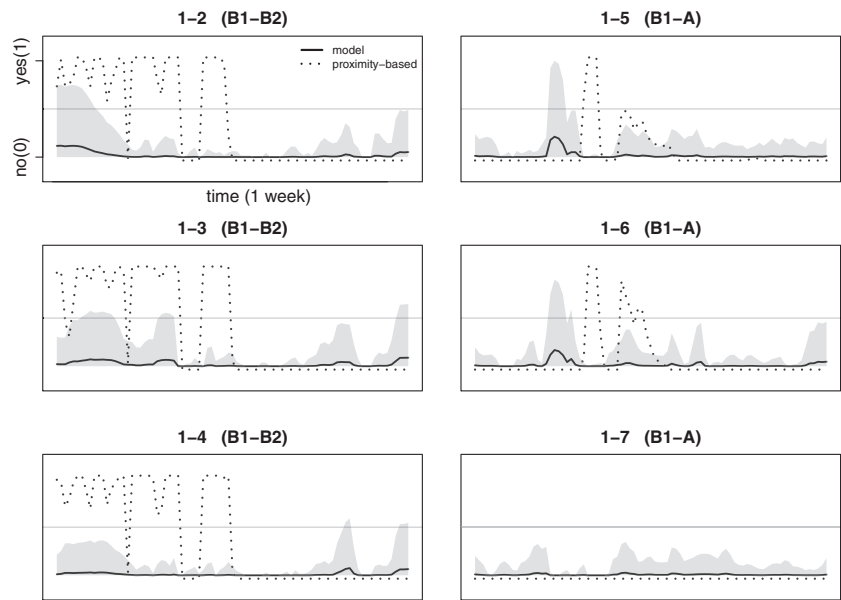 1−2 (B1−B2)
yes(1)
no(0)
model
proximity−based
time (1 week)
1−5 (B1−A)
1−3 (B1−B2)
1−6 (B1−A)
1−4 (B1−B2)
1−7 (B1−A)